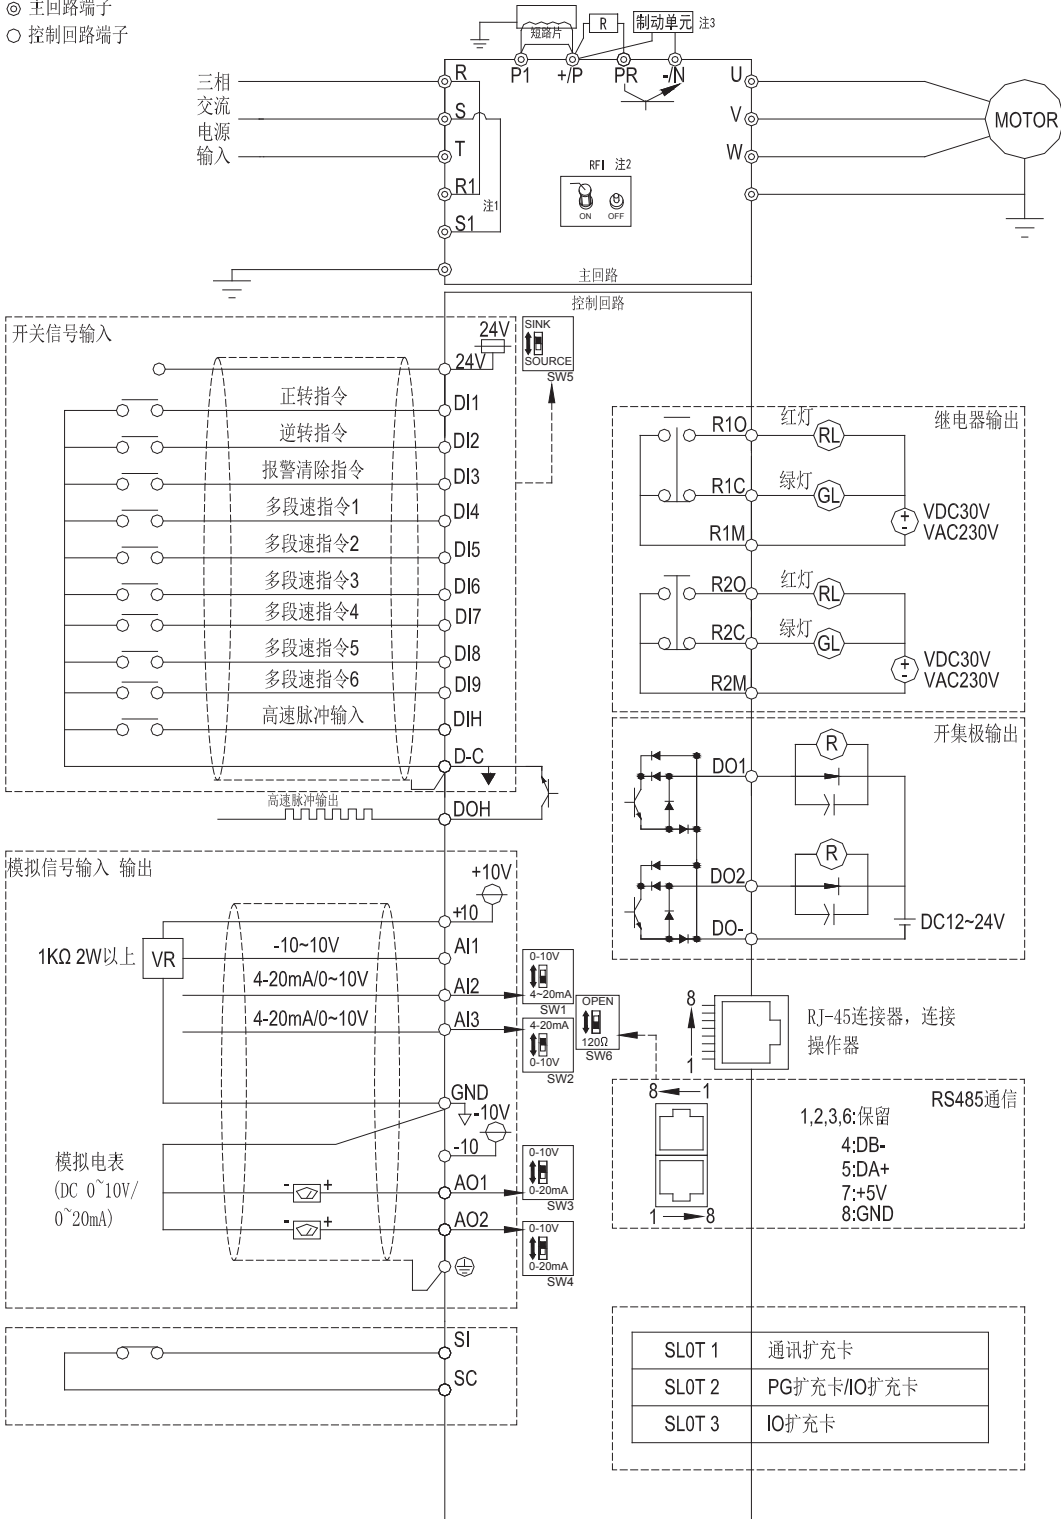 主回路端子
控制回路端子
短路片
R
制动单元 注3
P1 +/P PR -/N
三相
交流
电源
输入
R
S
T
R1
注1
S1
U
V
W
MOTOR
RFI 注2
ON OFF
主回路
控制回路
开关信号输入
24V
24V
SINK
SOURCE
SW5
正转指令 DI1
逆转指令 DI2
报警清除指令 DI3
多段速指令1 DI4
多段速指令2 DI5
多段速指令3 DI6
多段速指令4 DI7
多段速指令5 DI8
多段速指令6 DI9
高速脉冲输入 DIH
D-C
高速脉冲输出 DOH
继电器输出
R1O 红灯 RL
R1C 绿灯 GL
R1M
+
-
VDC30V
VAC230V
R2O 红灯 RL
R2C 绿灯 GL
R2M
+
-
VDC30V
VAC230V
开集极输出
R
DO1
R
DO2
DO-
DC12~24V
模拟信号输入 输出
+10V
+10
1KΩ 2W以上 VR
-10~10V AI1
4-20mA/0~10V AI2
4-20mA/0~10V AI3
0-10V
4~20mA
SW1
4-20mA
0-10V
SW2
OPEN
120Ω
SW6
GND
-10V
-10
模拟电表
(DC 0~10V/
0~20mA)
- + AO1
- + AO2
0-10V
0-20mA
SW3
0-10V
0-20mA
SW4
8
1
RJ-45连接器，连接
操作器
RS485通信
8 1
1 8
1,2,3,6:保留
4:DB-
5:DA+
7:+5V
8:GND
SI
SC
SLOT 1 通讯扩充卡
SLOT 2 PG扩充卡/IO扩充卡
SLOT 3 IO扩充卡